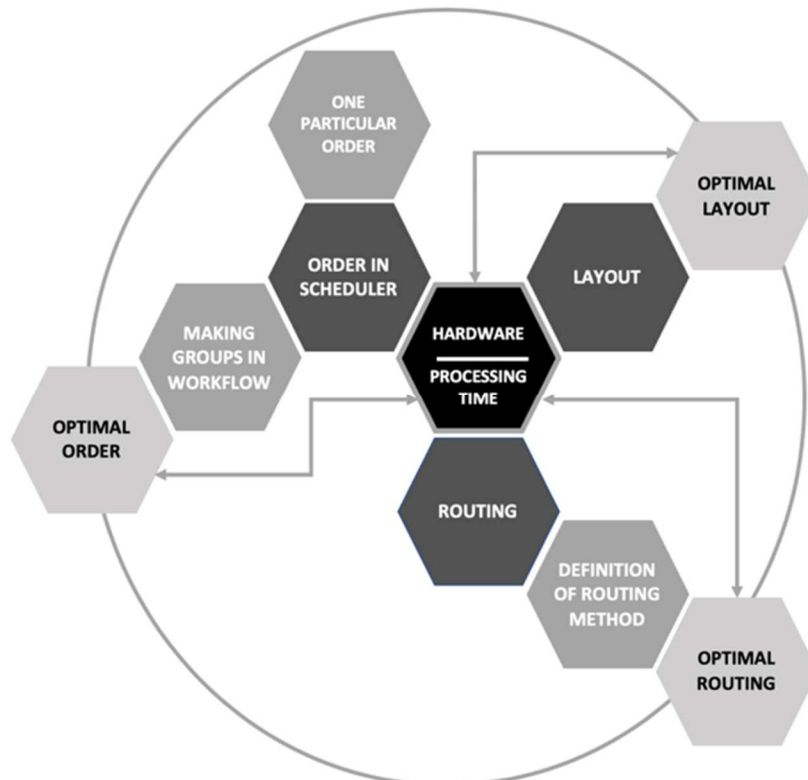 ONE
PARTICULAR
ORDER
OPTIMAL
LAYOUT
ORDER IN
SCHEDULER
LAYOUT
MAKING
GROUPS IN
WORKFLOW
HARDWARE
PROCESSING
TIME
OPTIMAL
ORDER
ROUTING
DEFINITION
OF ROUTING
METHOD
OPTIMAL
ROUTING